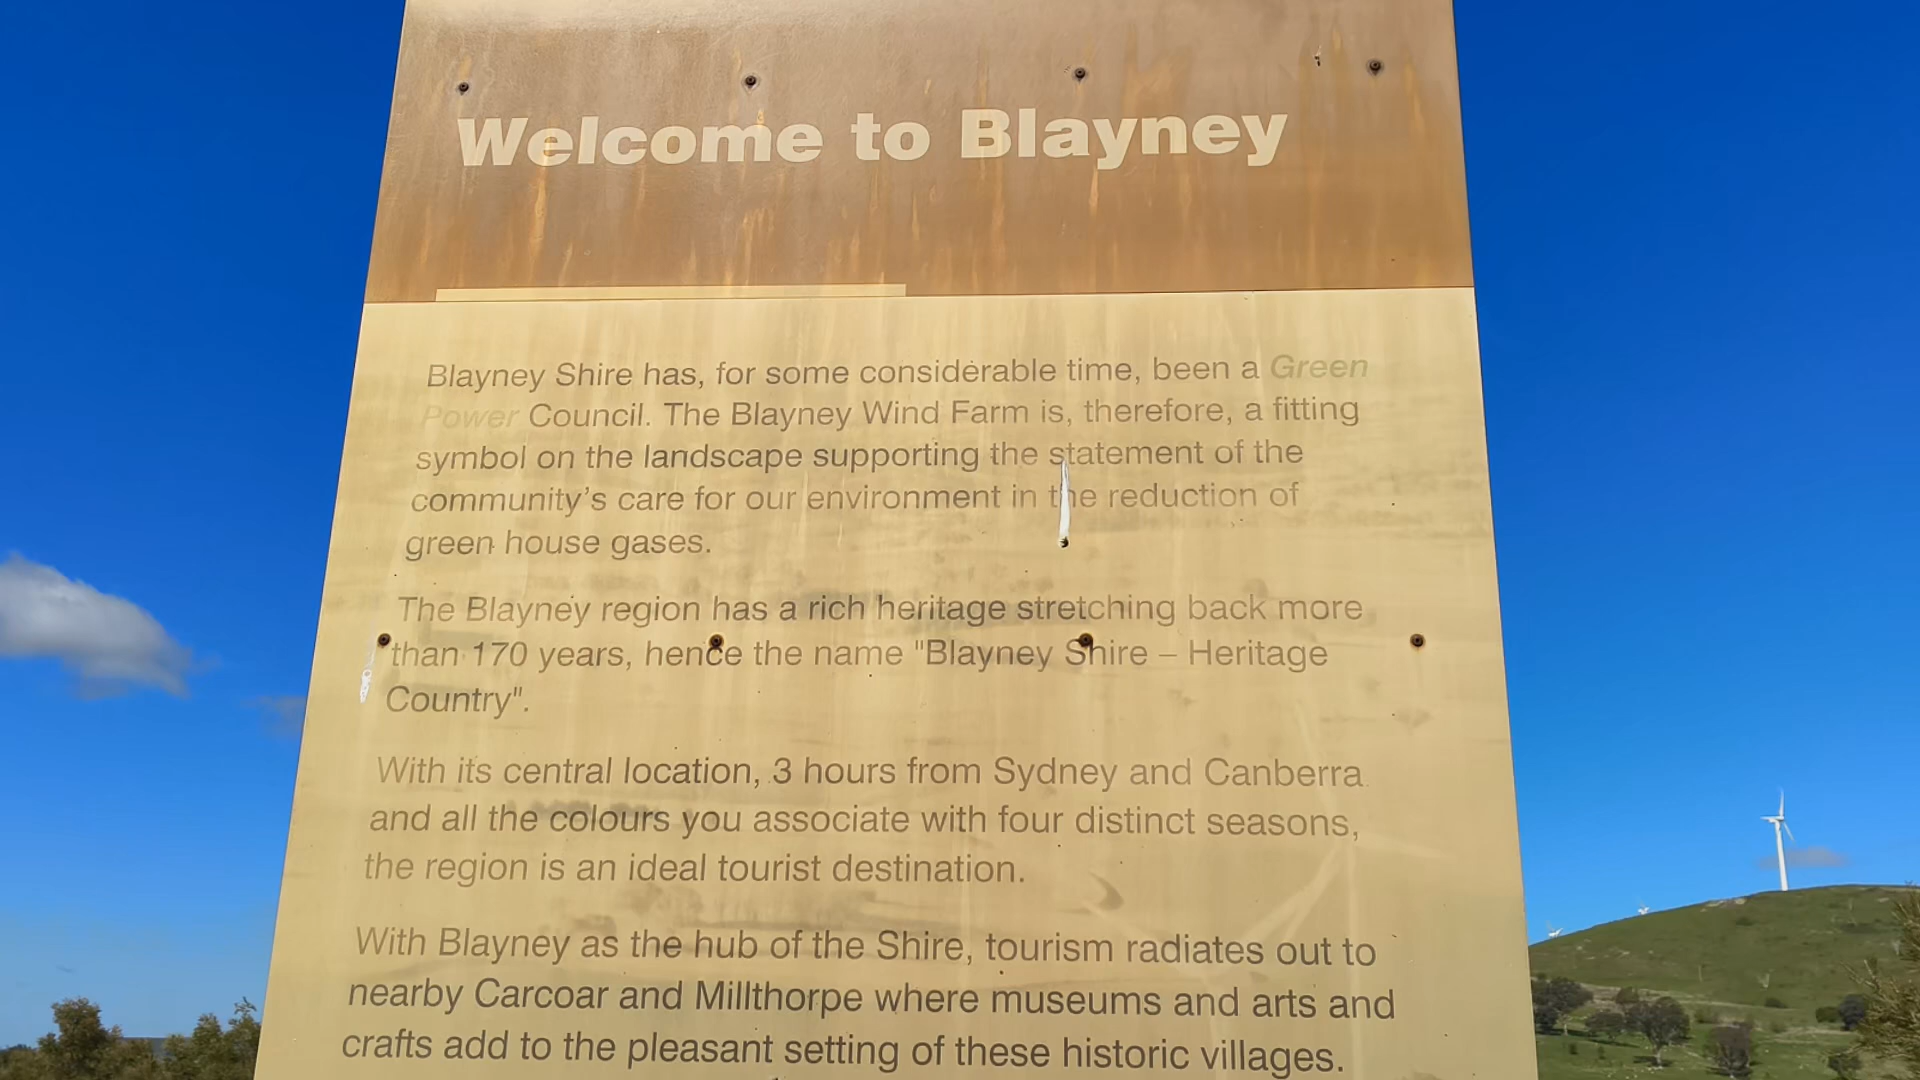 Welcome to Blayney
Blayney Shire has, for some considerable time, been a Green
Power Council. The Blayney Wind Farm is, therefore, a fitting
symbol on the landscape supporting the statement of the
community's care for our environment in the reduction of
green house gases.
The Blayney region has a rich heritage stretching back more
than 170 years, hence the name "Blayney Shire – Heritage
Country".
With its central location, 3 hours from Sydney and Canberra
and all the colours you associate with four distinct seasons,
the region is an ideal tourist destination.
With Blayney as the hub of the Shire, tourism radiates out to
nearby Carcoar and Millthorpe where museums and arts and
crafts add to the pleasant setting of these historic villages.